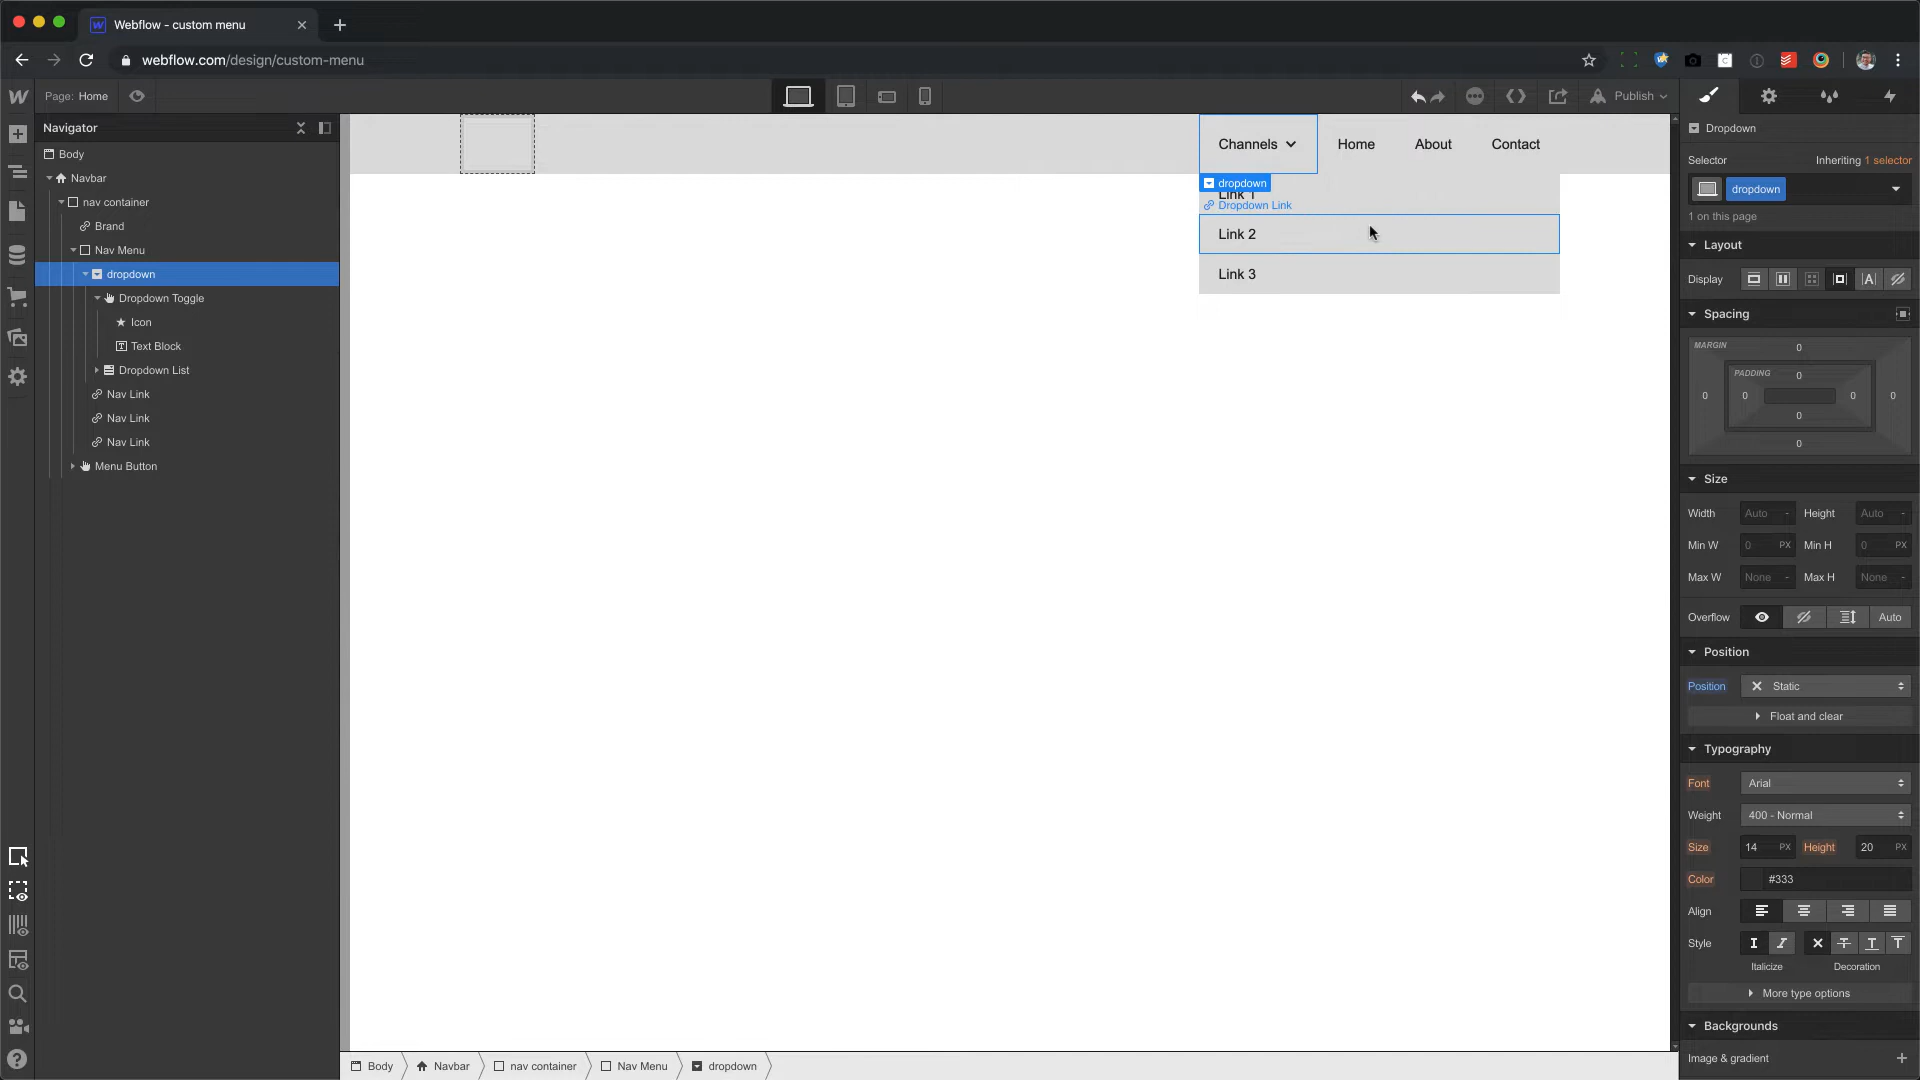 Webflow - custom menu
webflow.com/design/custom-menu
Page: Home
Publish
Navigator
Body
Navbar
nav container
Brand
Nav Menu
dropdown
Dropdown Toggle
Icon
Text Block
Dropdown List
Nav Link
Nav Link
Nav Link
Menu Button
Channels
Home
About
Contact
dropdown
Link 1
Dropdown Link
Link 2
Link 3
Dropdown
Selector
Inheriting 1 selector
dropdown
1 on this page
Layout
Display
Spacing
MARGIN
0
PADDING
0
0 0 0 0
0
0
Size
Width Auto - Height Auto -
Min W 0 PX Min H 0 PX
Max W None - Max H None -
Overflow Auto
Position
Position Static
Float and clear
Typography
Font Arial
Weight 400 - Normal
Size 14 PX Height 20 PX
Color #333
Align
Style
Italicize Decoration
More type options
Backgrounds
Image & gradient
Body Navbar nav container Nav Menu dropdown